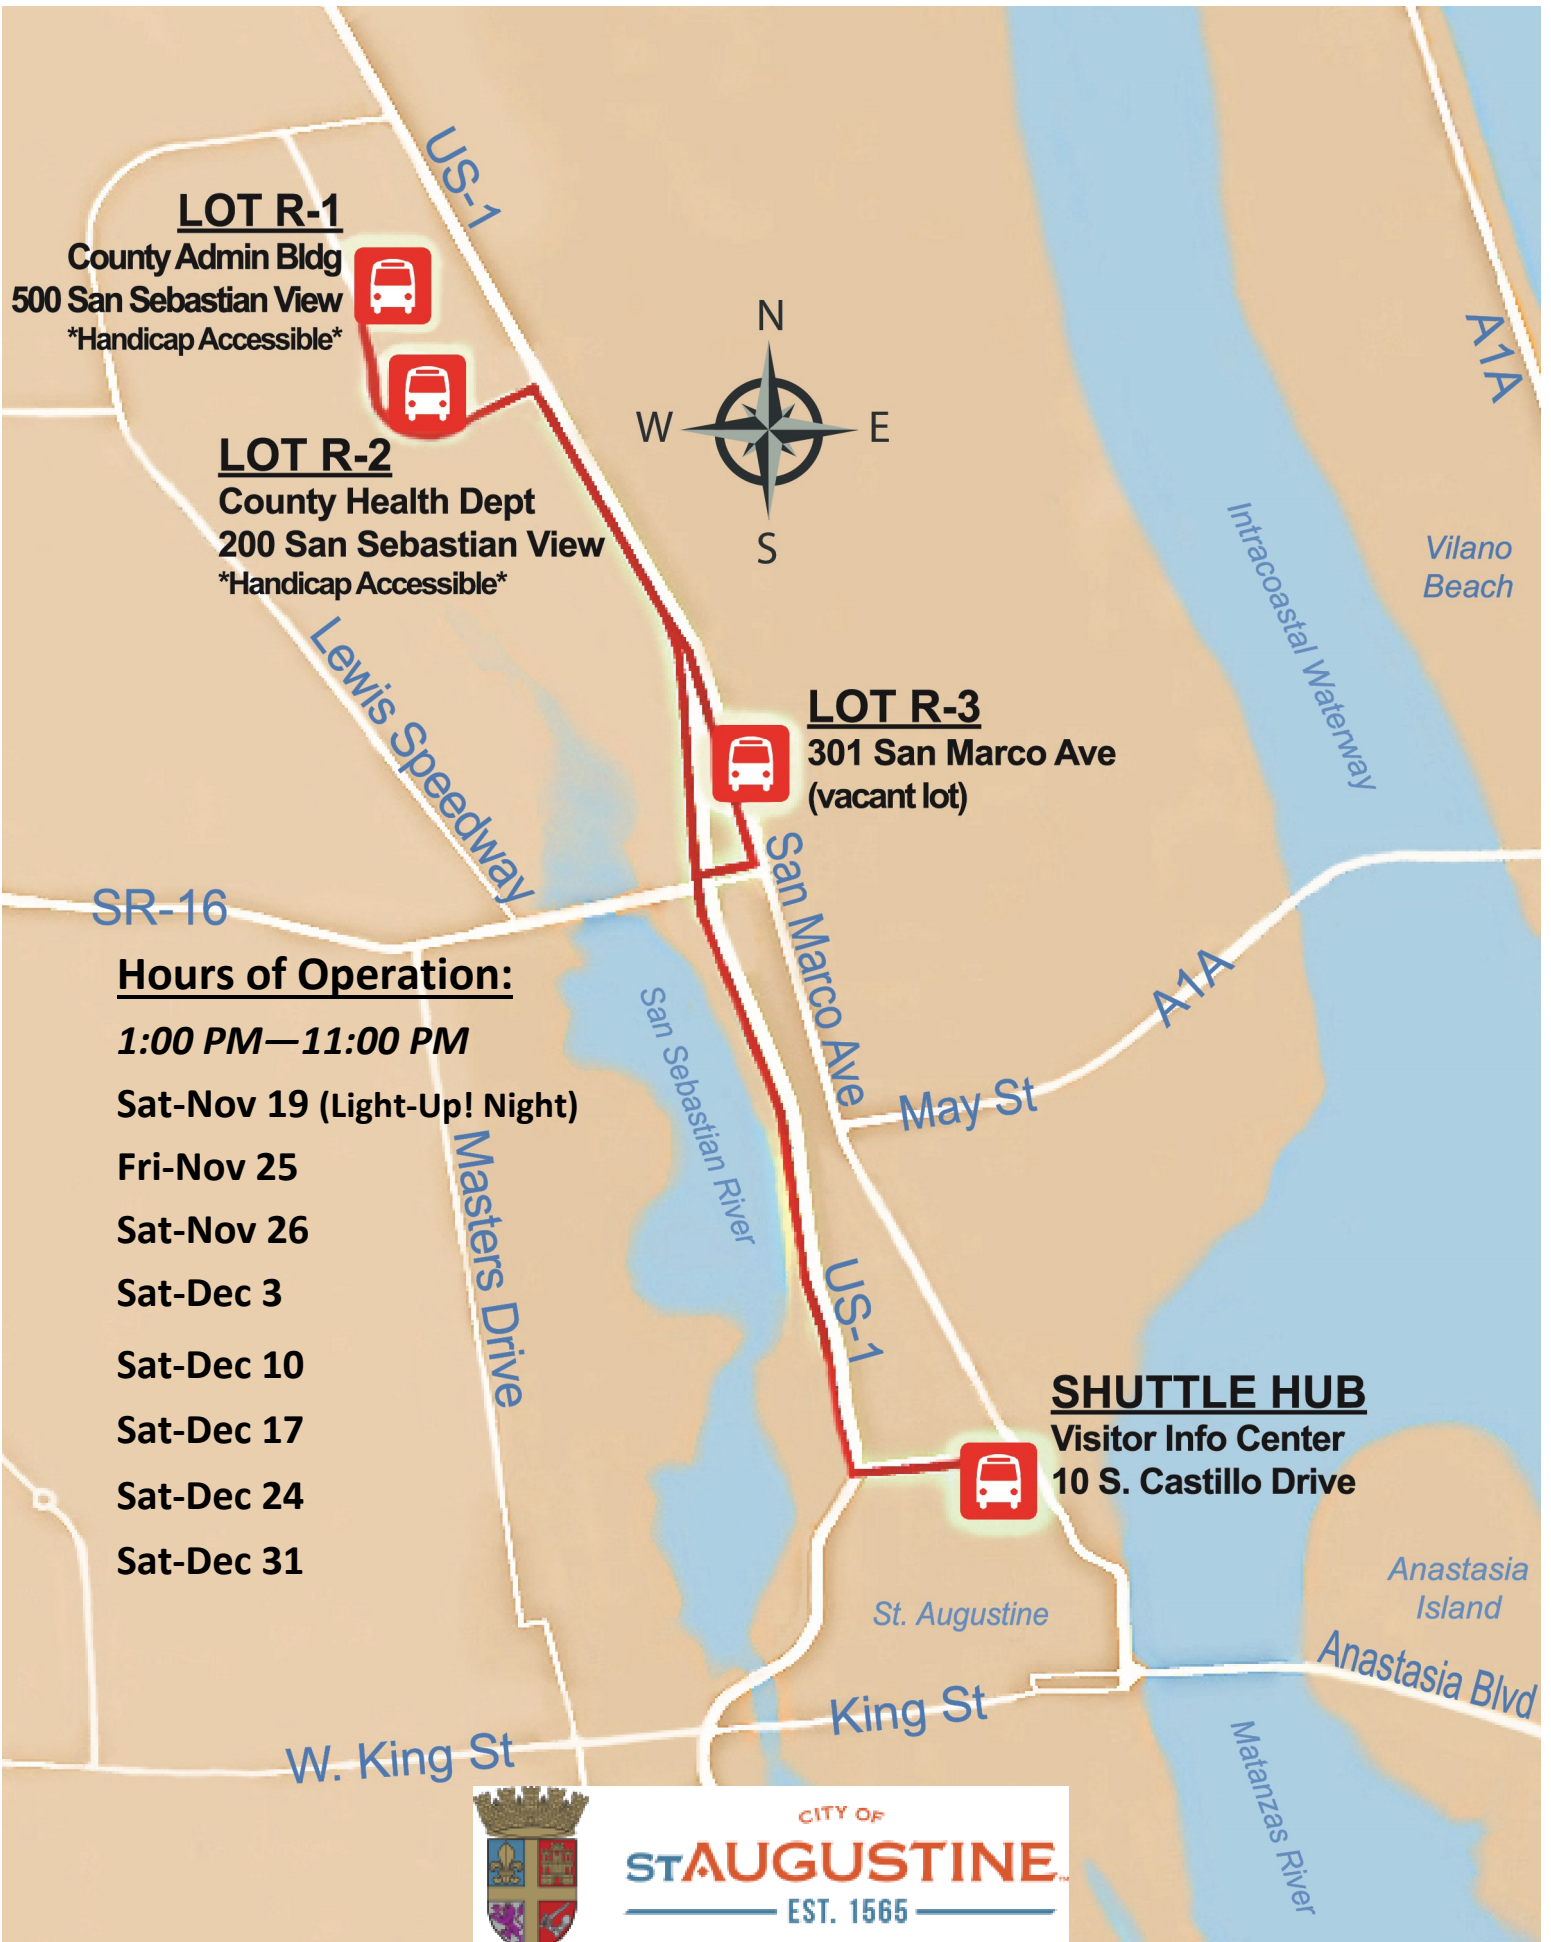 US-1
LOT R-1
County Admin Bldg
500 San Sebastian View
*Handicap Accessible*
N
W
E
S
A1A
LOT R-2
County Health Dept
200 San Sebastian View
*Handicap Accessible*
Intracoastal Waterway
Vilano
Beach
Lewis Speedway
LOT R-3
301 San Marco Ave
(vacant lot)
San Marco Ave
SR-16
A1A
Hours of Operation:
1:00 PM—11:00 PM
Sat-Nov 19 (Light-Up! Night)
Fri-Nov 25
Sat-Nov 26
Sat-Dec 3
Sat-Dec 10
Sat-Dec 17
Sat-Dec 24
Sat-Dec 31
San Sebastian River
May St
Masters Drive
US-1
SHUTTLE HUB
Visitor Info Center
10 S. Castillo Drive
Anastasia
Island
St. Augustine
Anastasia Blvd
King St
W. King St
Matanzas River
CITY OF
STAUGUSTINE™
EST. 1565